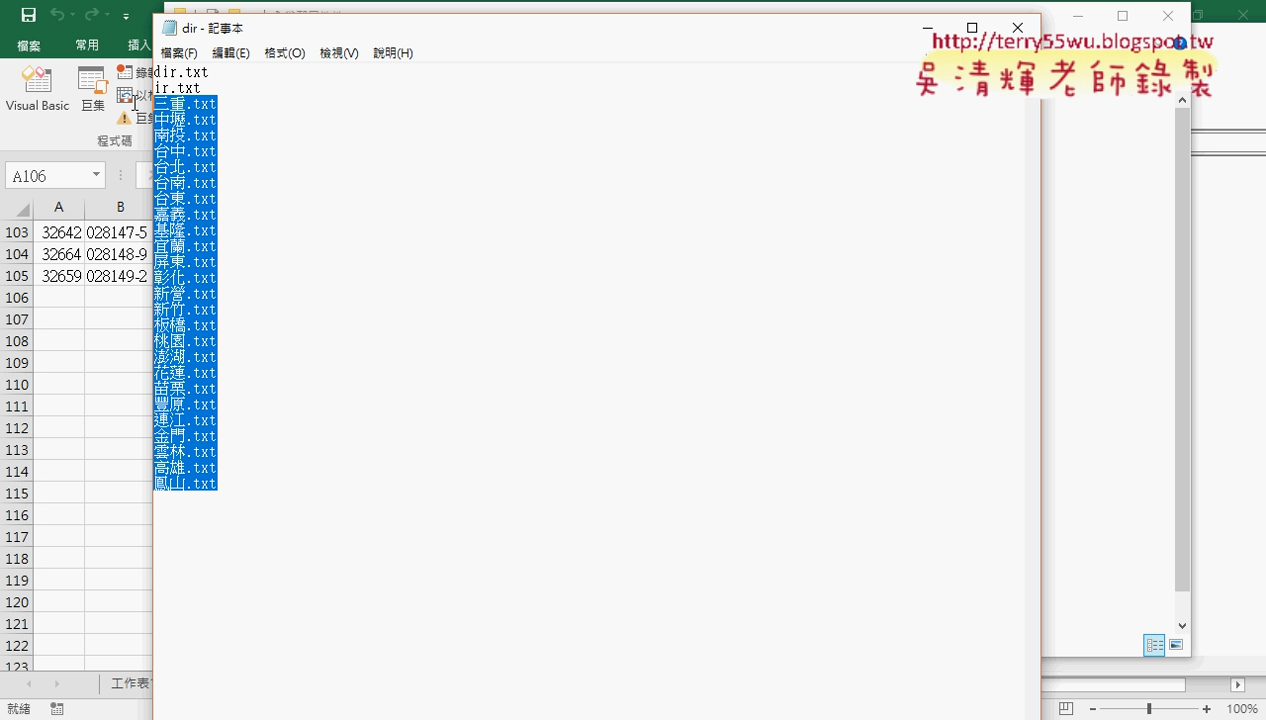 檔案
常用
插入
Visual Basic
巨集
程式碼
A106
A
B
103 32642 028147-5
104 32664 028148-9
105 32659 028149-2
106
107
108
109
110
111
112
113
114
115
116
117
118
119
120
121
122
123
工作表
就緒
dir - 記事本
檔案(F) 編輯(E) 格式(O) 檢視(V) 說明(H)
dir.txt
ir.txt
三重.txt
中壢.txt
南投.txt
台中.txt
台北.txt
台南.txt
台東.txt
嘉義.txt
基隆.txt
宜蘭.txt
屏東.txt
彰化.txt
新營.txt
新竹.txt
板橋.txt
桃園.txt
澎湖.txt
花蓮.txt
苗栗.txt
豐原.txt
連江.txt
金門.txt
雲林.txt
高雄.txt
鳳山.txt
http://terry55wu.blogspot.tw
吳清輝老師錄製
100%